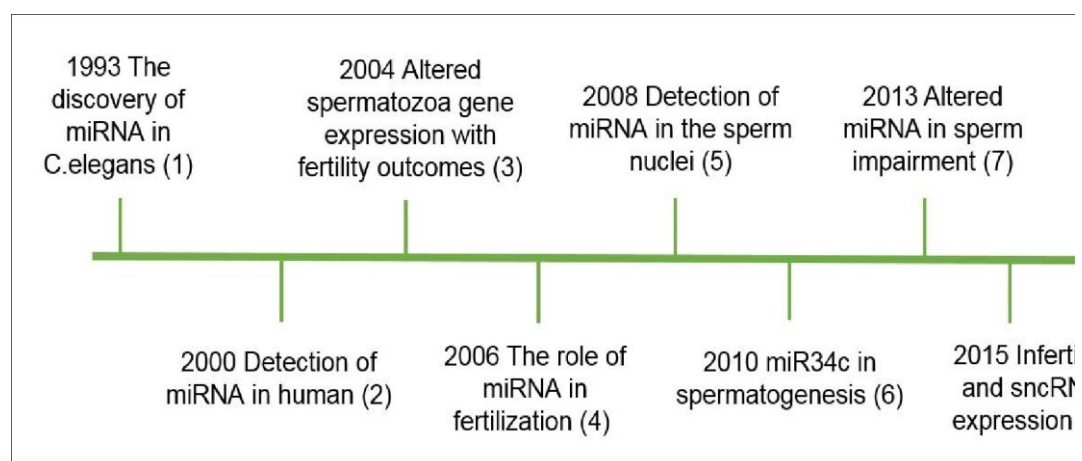 1993 The
discovery of
miRNA in
C.elegans (1)
2000 Detection of
miRNA in human (2)
2004 Altered
spermatozoa gene
expression with
fertility outcomes (3)
2006 The role of
miRNA in
fertilization (4)
2008 Detection of
miRNA in the sperm
nuclei (5)
2010 miR34c in
spermatogenesis (6)
2013 Altered
miRNA in sperm
impairment (7)
2015 Inferti
and sncRN
expression